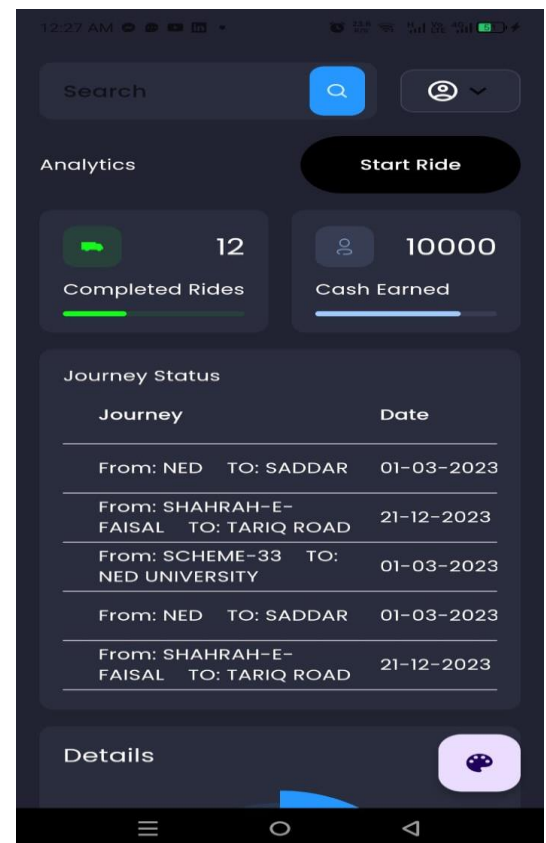 12:27 AM
Search
Analytics
Start Ride
12
Completed Rides
10000
Cash Earned
Journey Status
Journey Date
From: NED TO: SADDAR 01-03-2023
From: SHAHRAH-E-
FAISAL TO: TARIQ ROAD 21-12-2023
From: SCHEME-33 TO:
NED UNIVERSITY 01-03-2023
From: NED TO: SADDAR 01-03-2023
From: SHAHRAH-E-
FAISAL TO: TARIQ ROAD 21-12-2023
Details